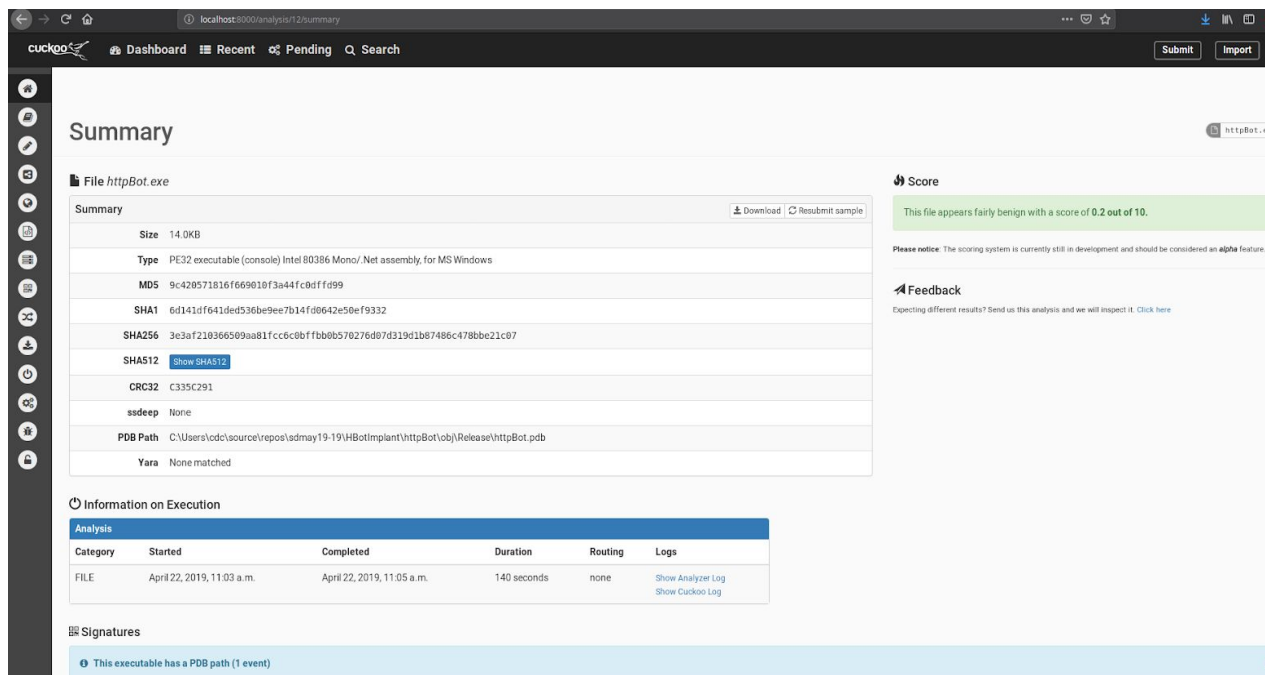 localhost:8000/analysis/12/summary
cuckoo Dashboard Recent Pending Search Submit Import
Summary
httpBot.
File httpBot.exe
Summary Download Resubmit sample
Size 14.0KB
Type PE32 executable (console) Intel 80386 Mono/.Net assembly, for MS Windows
MD5 9c420571816f669010f3a44fc0dffd99
SHA1 6d141df641ded536be9ee7b14fd0642e50ef9332
SHA256 3e3af210366509aa81fcc6c0bffbb0b570276d07d319d1b87486c478bbe21c07
SHA512 Show SHA512
CRC32 C335C291
ssdeep None
PDB Path C:\Users\cdc\source\repos\sdmay19-19\HBotImplant\httpBot\obj\Release\httpBot.pdb
Yara None matched
Score
This file appears fairly benign with a score of 0.2 out of 10.
Please notice: The scoring system is currently still in development and should be considered an alpha feature.
Feedback
Expecting different results? Send us this analysis and we will inspect it. Click here
Information on Execution
Analysis
Category Started Completed Duration Routing Logs
FILE April 22, 2019, 11:03 a.m. April 22, 2019, 11:05 a.m. 140 seconds none Show Analyzer Log
Show Cuckoo Log
Signatures
This executable has a PDB path (1 event)